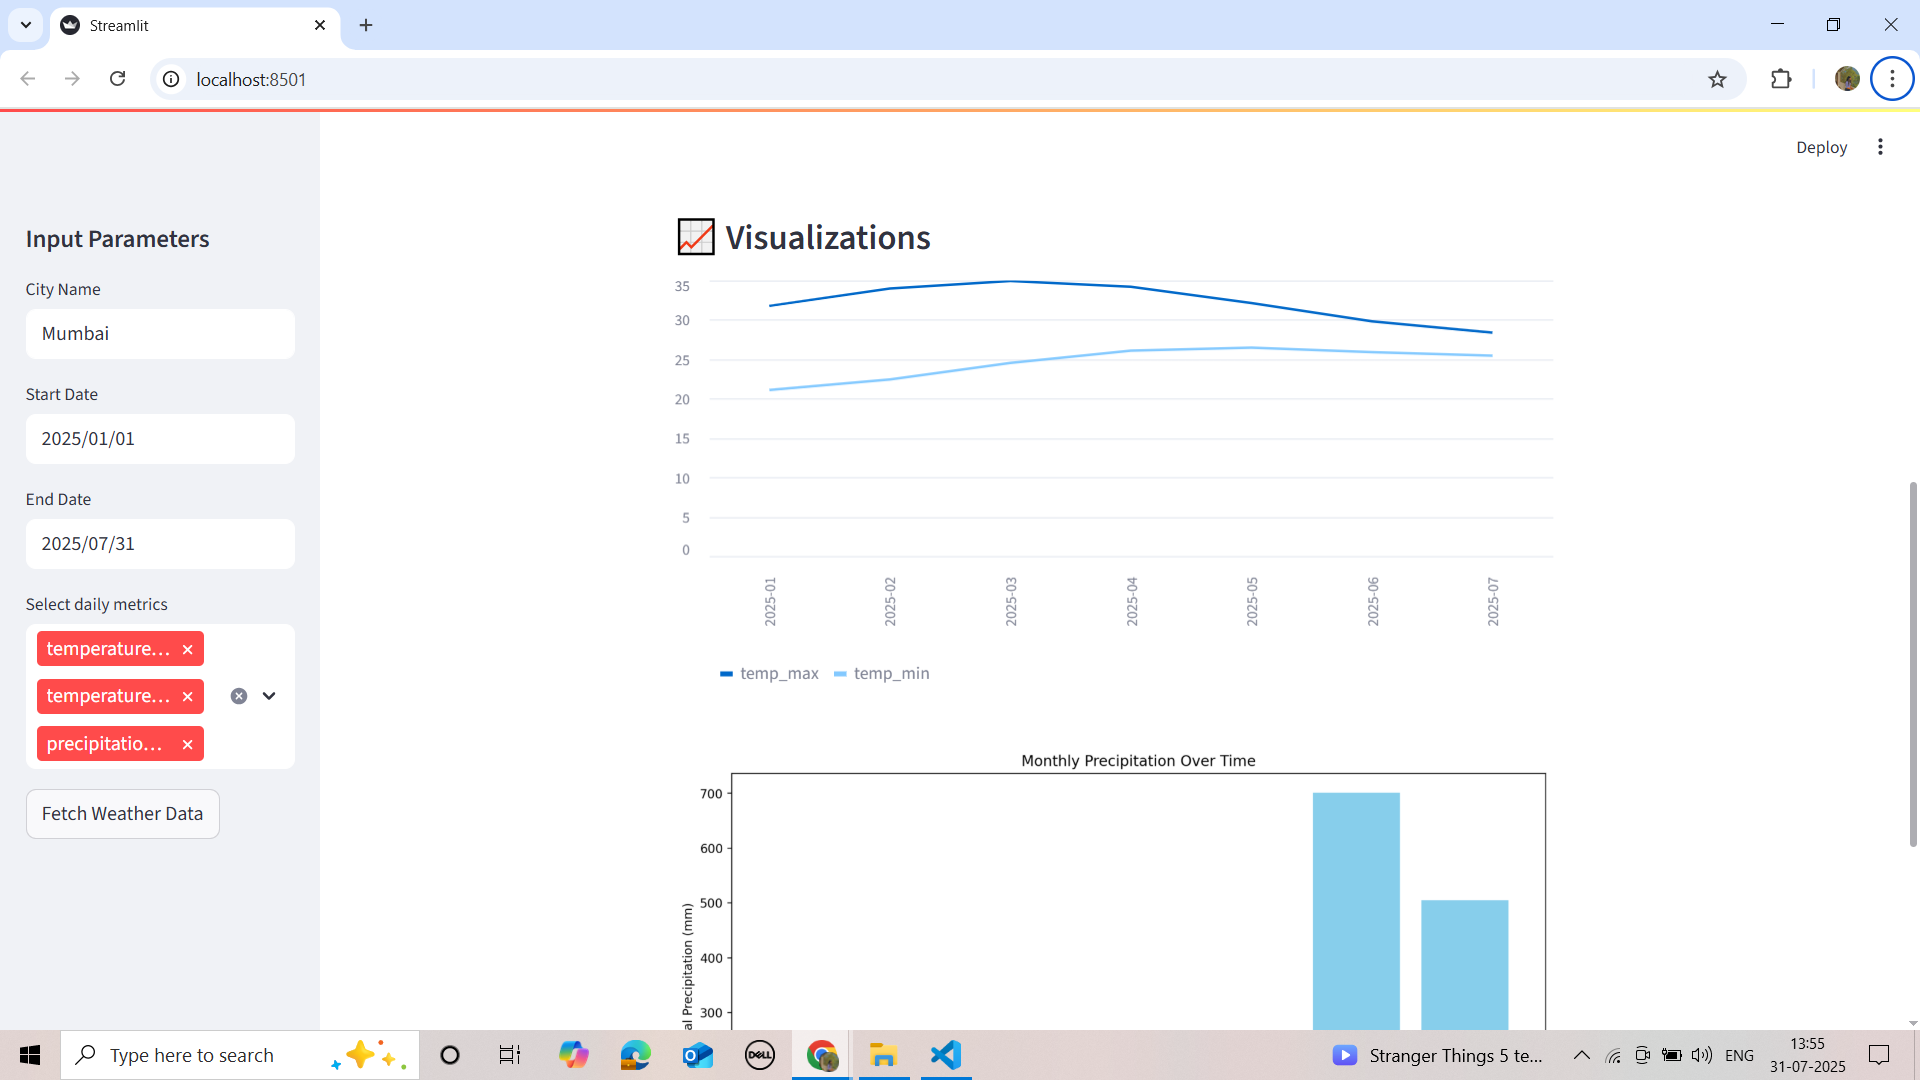 Streamlit
localhost:8501
Deploy
Input Parameters
City Name
Mumbai
Start Date
2025/01/01
End Date
2025/07/31
Select daily metrics
temperature...
temperature...
precipitatio...
Fetch Weather Data
Visualizations
35
30
25
20
15
10
5
0
2025-01
2025-02
2025-03
2025-04
2025-05
2025-06
2025-07
temp_max temp_min
Monthly Precipitation Over Time
700
600
500
400
300
al Precipitation (mm)
Type here to search
DELL
Stranger Things 5 te...
ENG
13:55
31-07-2025